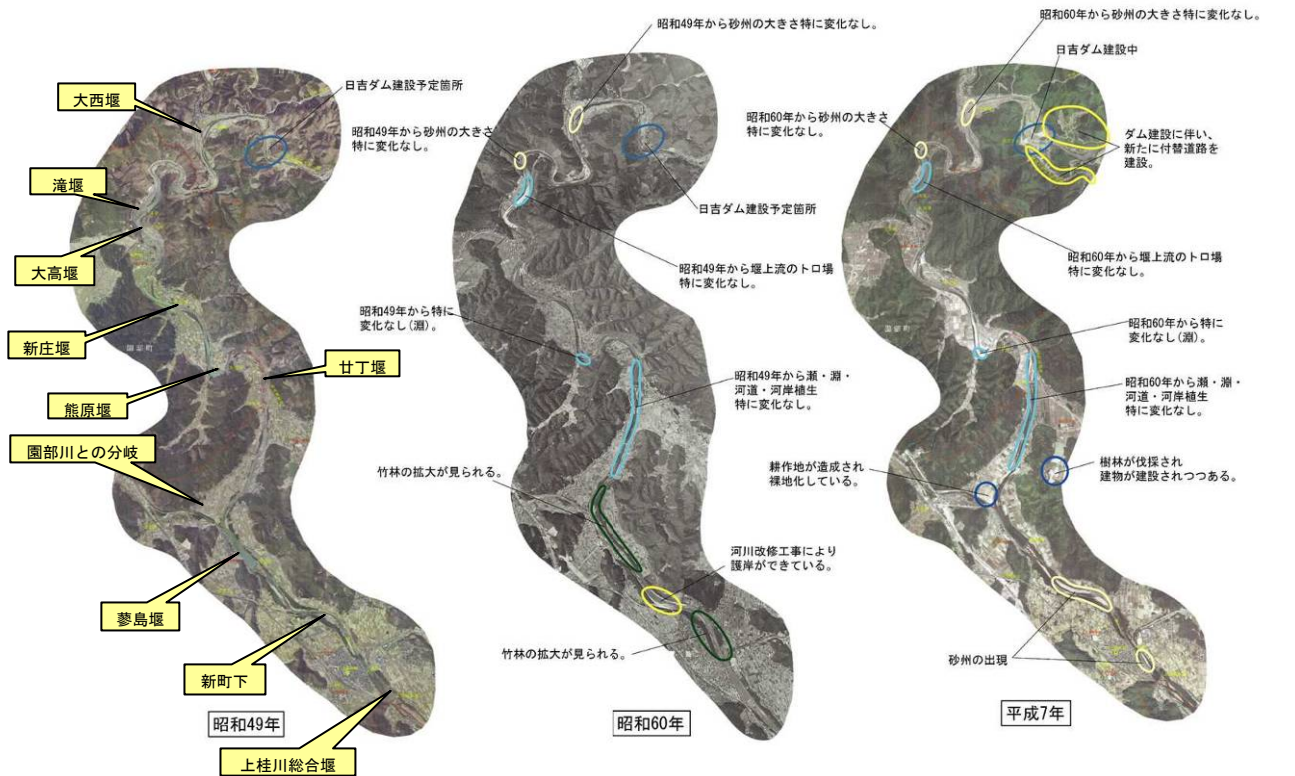 大西堰
日吉ダム建設予定箇所
滝堰
大高堰
新庄堰
園部町
廿丁堰
熊原堰
園部川との分岐
蓼島堰
新町下
昭和49年
上桂川総合堰
昭和49年から砂州の大きさ特に変化なし。
昭和49年から砂州の大きさ
特に変化なし。
日吉ダム建設予定箇所
昭和49年から堰上流のトロ場
特に変化なし。
昭和49年から特に
変化なし(淵)。
昭和49年から瀬・淵・
河道・河岸植生
特に変化なし。
竹林の拡大が見られる。
河川改修工事により
護岸ができている。
竹林の拡大が見られる。
昭和60年
昭和60年から砂州の大きさ特に変化なし。
日吉ダム建設中
昭和60年から砂州の大きさ
特に変化なし。
ダム建設に伴い、
新たに付替道路を
建設。
昭和60年から堰上流のトロ場
特に変化なし。
園部町
昭和60年から特に
変化なし(淵)。
昭和60年から瀬・淵・
河道・河岸植生
特に変化なし。
耕作地が造成され
裸地化している。
樹林が伐採され
建物が建設されつつある。
砂州の出現
平成7年